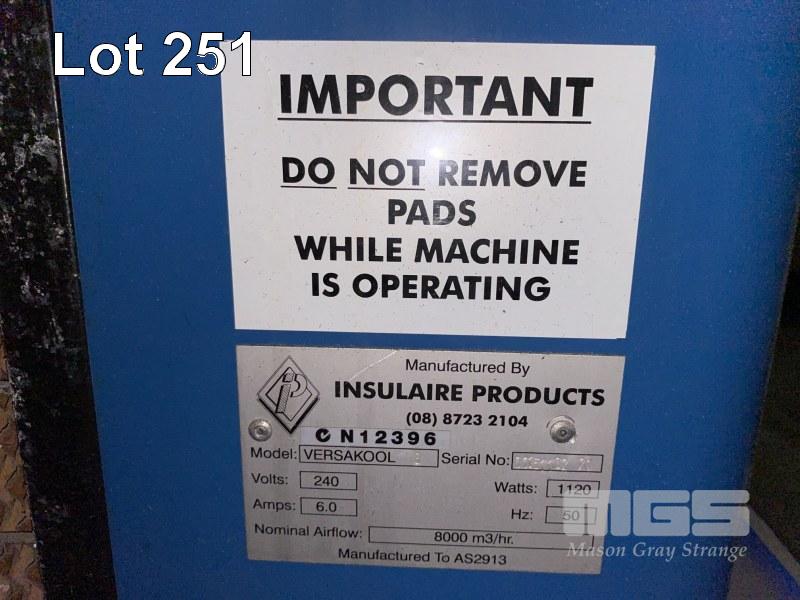 Lot 251
IMPORTANT
DO NOT REMOVE
PADS
WHILE MACHINE
IS OPERATING
Manufactured By
INSULAIRE PRODUCTS
(08) 8723 2104
N12396
Model: VERSAKOOL Serial No:
Volts: 240 Watts: 1120
Amps: 6.0 Hz: 50
Nominal Airflow: 8000 m3/hr.
Manufactured To AS2913
MGS
Mason Gray Strange